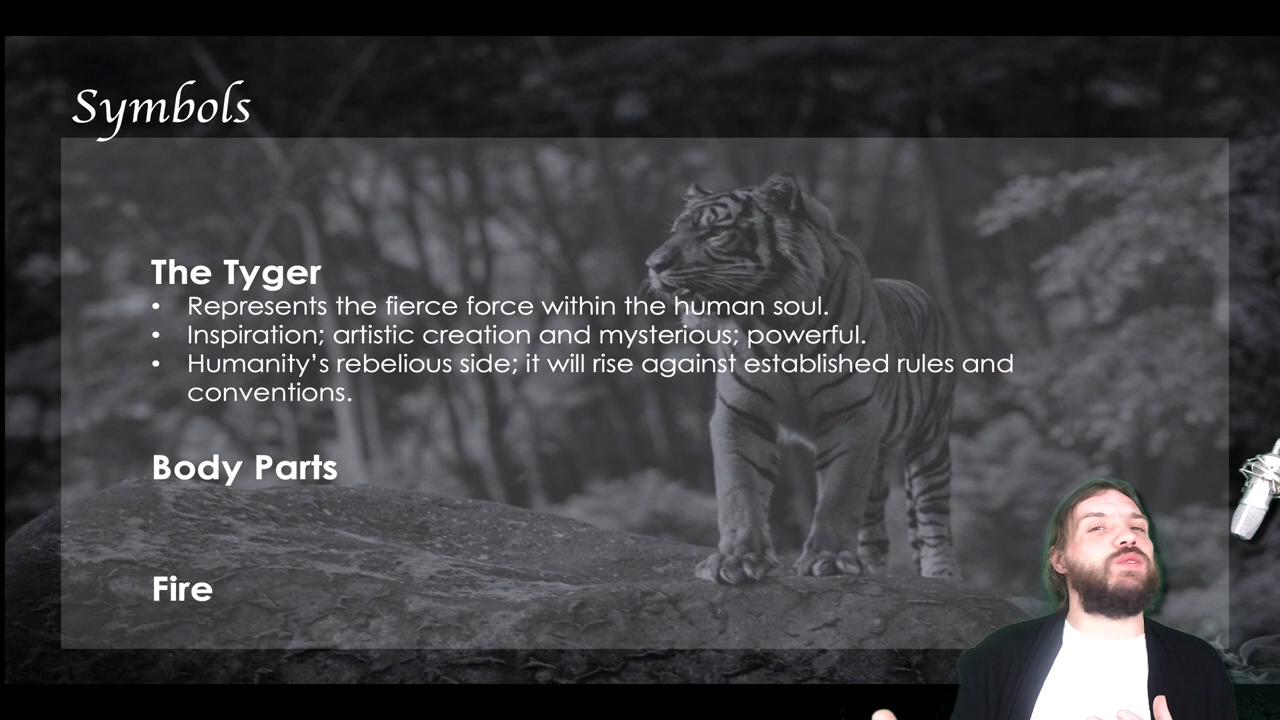 Symbols
The Tyger
• Represents the fierce force within the human soul.
• Inspiration; artistic creation and mysterious; powerful.
• Humanity’s rebelious side; it will rise against established rules and
conventions.
Body Parts
Fire